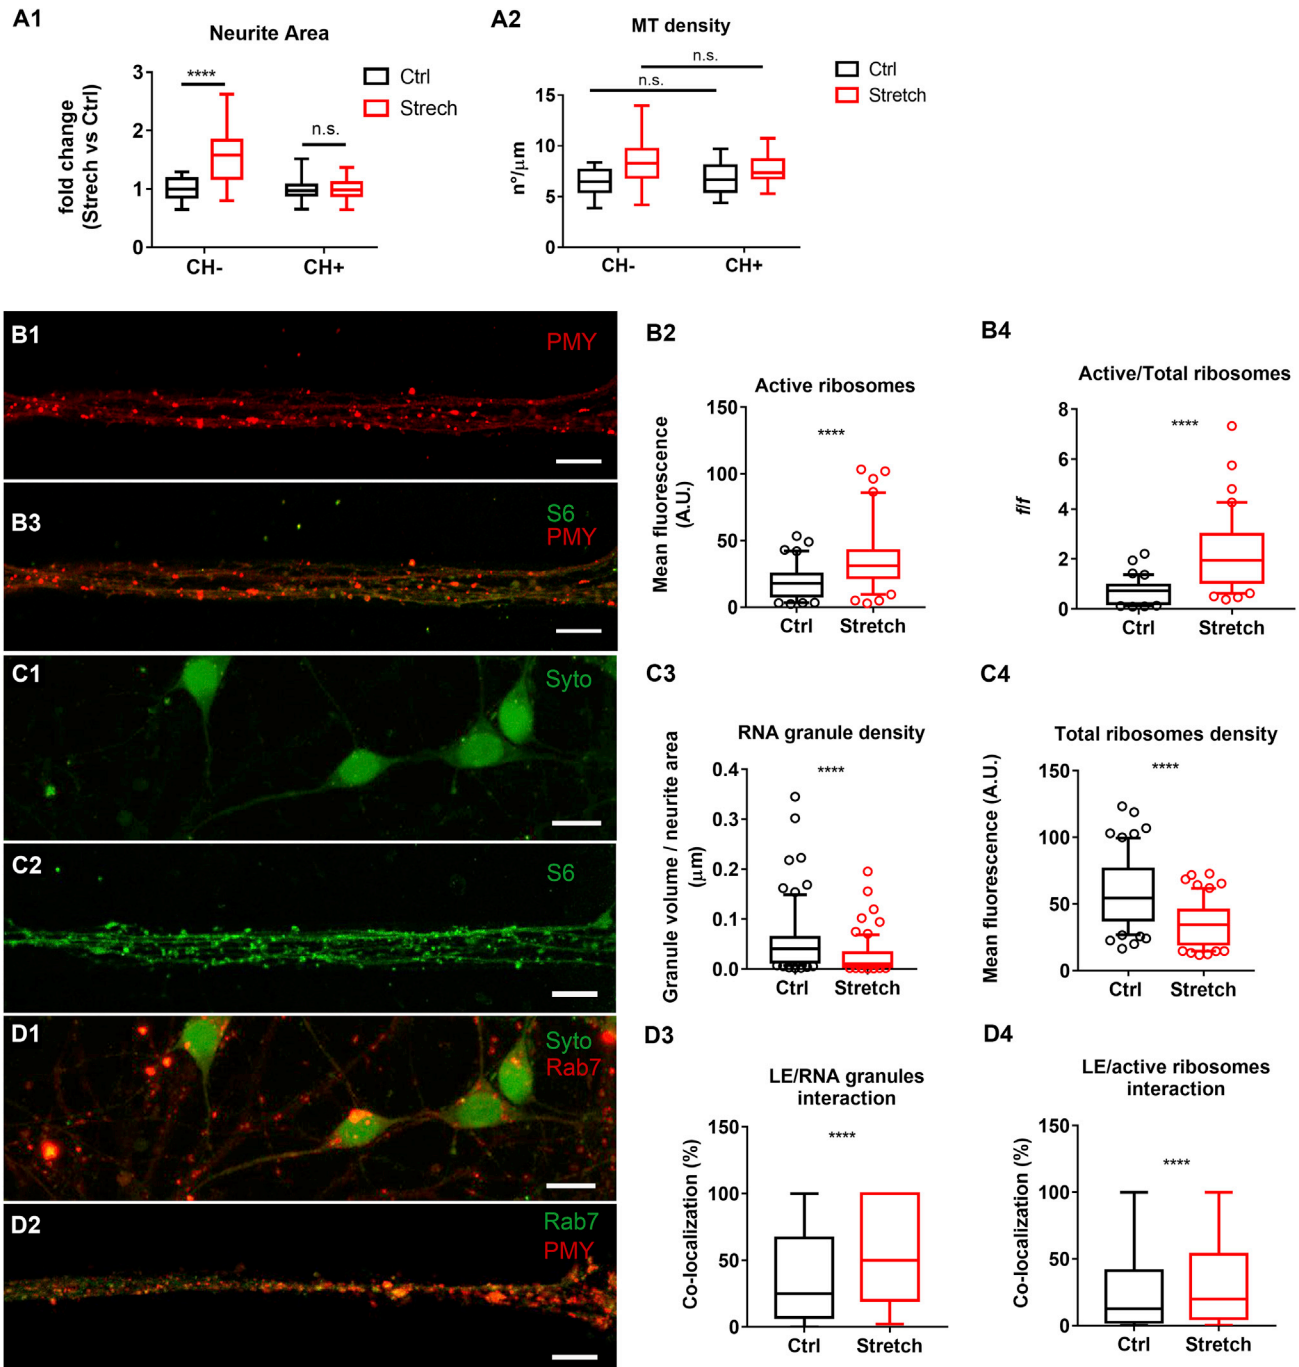 A1
Neurite Area
fold change
(Strech vs Ctrl)
3
2
1
0
****
n.s.
CH-
CH+
Ctrl
Strech
A2
MT density
n°/μm
15
10
5
0
n.s.
n.s.
CH-
CH+
Ctrl
Stretch
B1
PMY
B3
S6
PMY
B2
Active ribosomes
Mean fluorescence
(A.U.)
150
100
50
0
****
Ctrl
Stretch
B4
Active/Total ribosomes
f/f
8
6
4
2
0
****
Ctrl
Stretch
C1
Syto
C2
S6
C3
RNA granule density
Granule volume / neurite area
(μm)
0.4
0.3
0.2
0.1
0.0
****
Ctrl
Stretch
C4
Total ribosomes density
Mean fluorescence (A.U.)
150
100
50
0
****
Ctrl
Stretch
D1
Syto
Rab7
D2
Rab7
PMY
D3
LE/RNA granules
interaction
Co-localization (%)
150
100
50
0
****
Ctrl
Stretch
D4
LE/active ribosomes
interaction
Co-localization (%)
150
100
50
0
****
Ctrl
Stretch